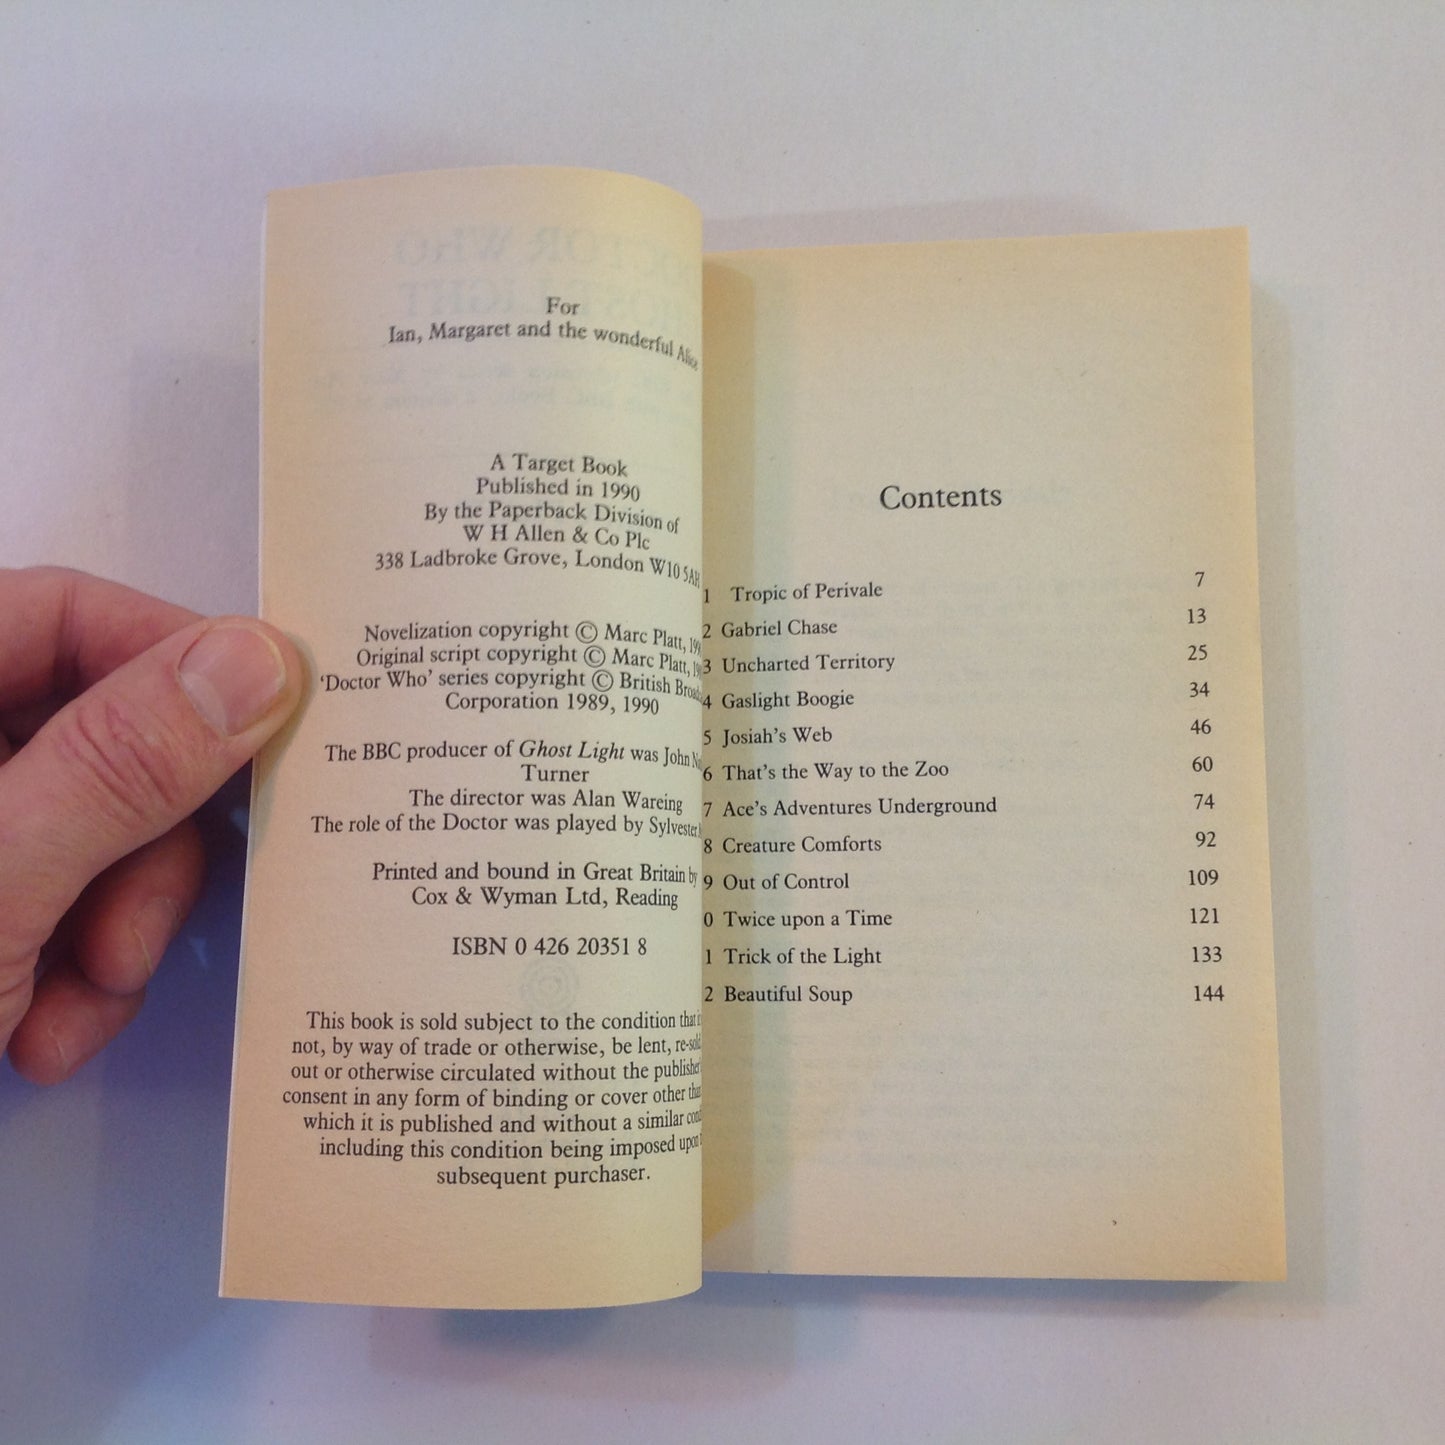 For
Ian, Margaret and the wonderful Alice
A Target Book
Published in 1990
By the Paperback Division of
W H Allen & Co Plc
338 Ladbroke Grove, London W10 5AH
Novelization copyright © Marc Platt,
Original script copyright © Marc Platt,
'Doctor Who' series copyright © British
Corporation 1989, 1990
The BBC producer of Ghost Light was John
Turner
The director was Alan Wareing
The role of the Doctor was played by Sylvester
Printed and bound in Great Britain by
Cox & Wyman Ltd, Reading
ISBN 0 426 20351 8
This book is sold subject to the condition that
not, by way of trade or otherwise, be lent, re-sold
out or otherwise circulated without the
consent in any form of binding or cover other
which it is published and without a similar
including this condition being imposed upon
subsequent purchaser.
Contents
1 Tropic of Perivale 7
2 Gabriel Chase 13
3 Uncharted Territory 25
4 Gaslight Boogie 34
5 Josiah's Web 46
6 That's the Way to the Zoo 60
7 Ace's Adventures Underground 74
8 Creature Comforts 92
9 Out of Control 109
0 Twice upon a Time 121
1 Trick of the Light 133
2 Beautiful Soup 144